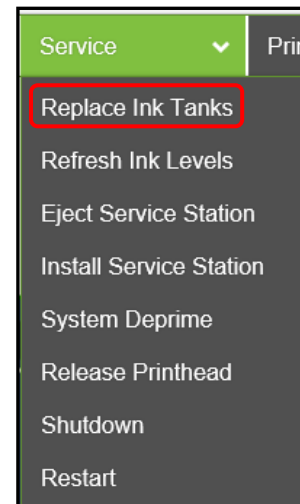 Service
Replace Ink Tanks
Refresh Ink Levels
Eject Service Station
Install Service Station
System Deprime
Release Printhead
Shutdown
Restart